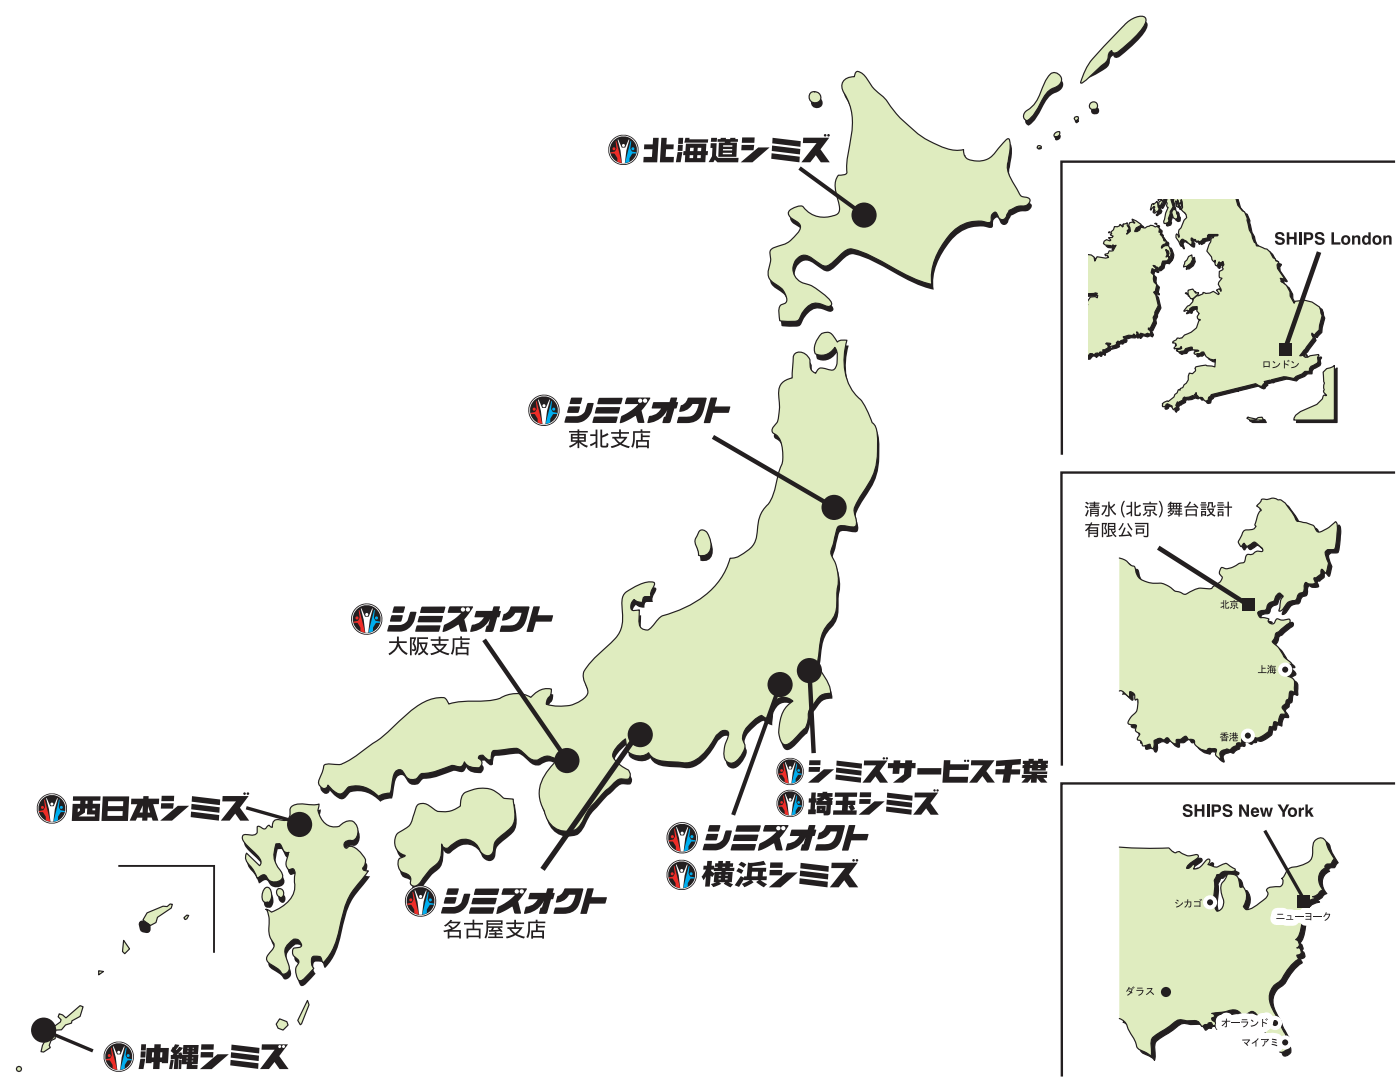 北海道シミズ
シミズオクト
東北支店
シミズオクト
大阪支店
西日本シミズ
シミズサービス千葉
埼玉シミズ
シミズオクト
横浜シミズ
シミズオクト
名古屋支店
沖縄シミズ
SHIPS London
ロンドン
清水（北京）舞台設計
有限公司
北京
上海
香港
SHIPS New York
シカゴ
ニューヨーク
ダラス
オーランド
マイアミ